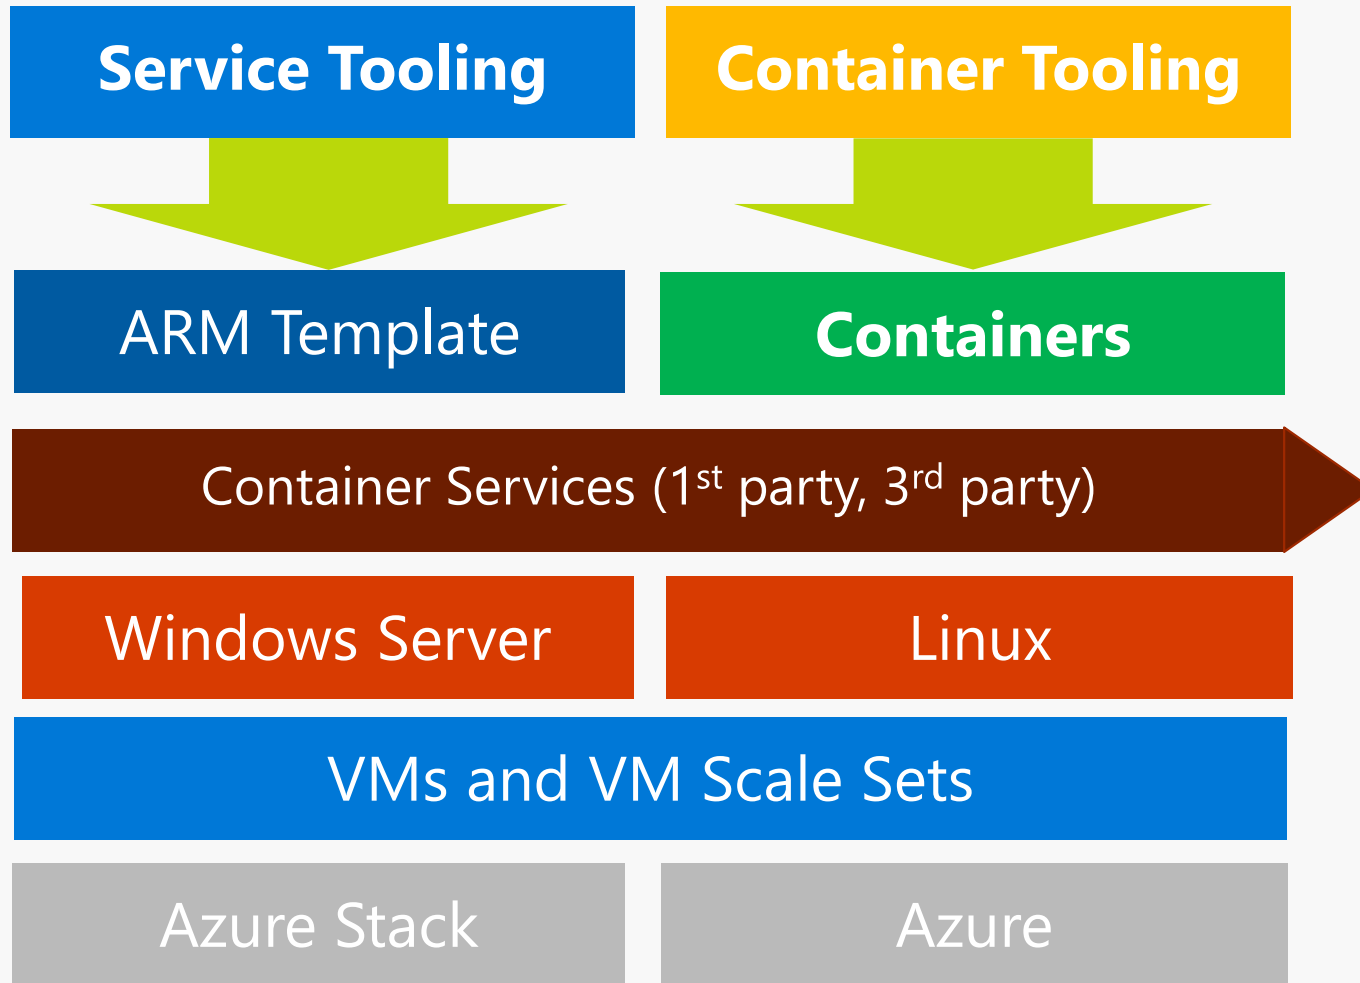 Service Tooling
Container Tooling
ARM Template
Containers
Container Services (1st party, 3rd party)
Windows Server
Linux
VMs and VM Scale Sets
Azure Stack
Azure